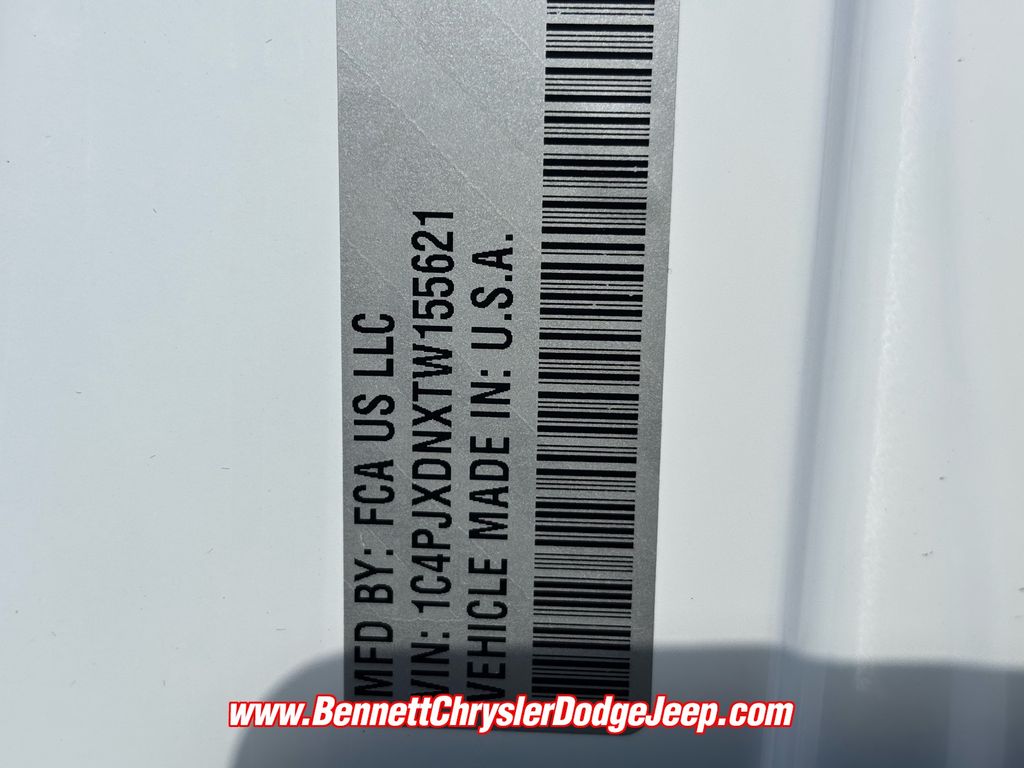 MFD BY: FCA US LLC
VIN: 1C4PJXDNXTW155621
VEHICLE MADE IN: U.S.A.
www.BennettChryslerDodgeJeep.com